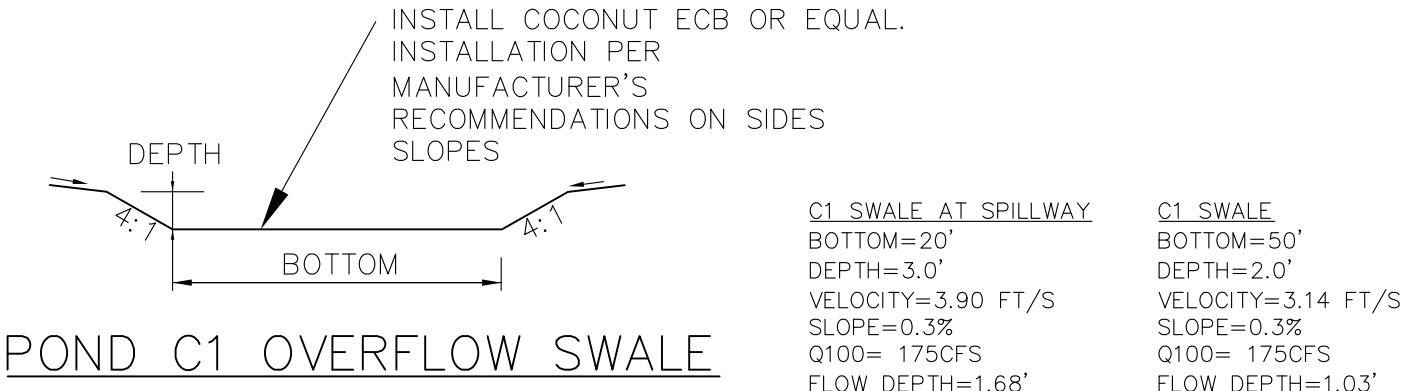 INSTALL COCONUT ECB OR EQUAL.
INSTALLATION PER
MANUFACTURER'S
RECOMMENDATIONS ON SIDES
SLOPES
DEPTH
4:1
4:1
BOTTOM
POND C1 OVERFLOW SWALE
C1 SWALE AT SPILLWAY
BOTTOM=20'
DEPTH=3.0'
VELOCITY=3.90 FT/S
SLOPE=0.3%
Q100= 175CFS
FLOW DEPTH=1.68'
C1 SWALE
BOTTOM=50'
DEPTH=2.0'
VELOCITY=3.14 FT/S
SLOPE=0.3%
Q100= 175CFS
FLOW DEPTH=1.03'